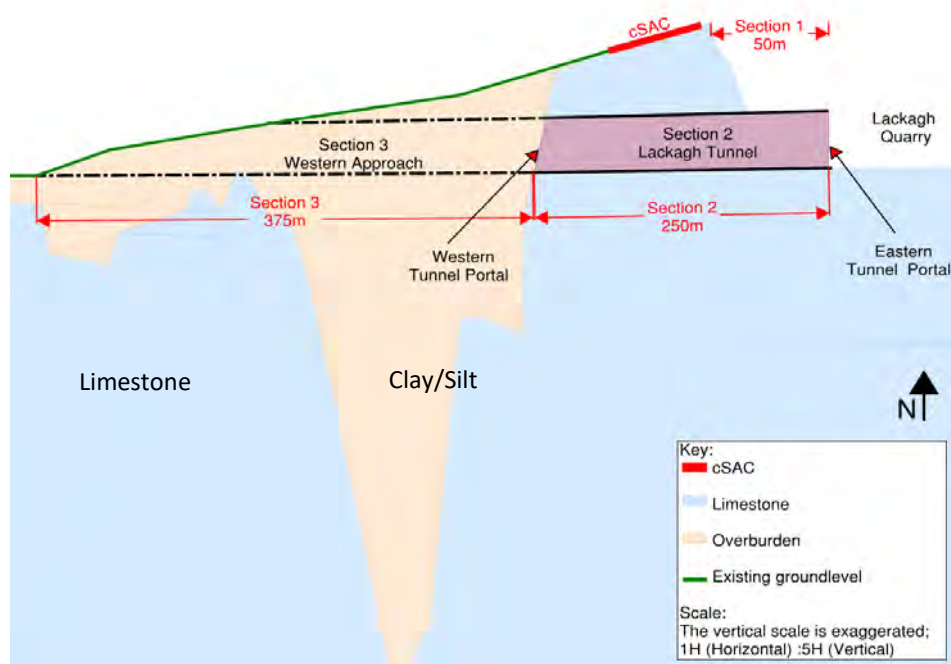 cSAC
Section 1
50m
Lackagh
Quarry
Section 3
Western Approach
Section 2
Lackagh Tunnel
Section 3
375m
Section 2
250m
Western
Tunnel Portal
Eastern
Tunnel Portal
Limestone
Clay/Silt
N
Key:
cSAC
Limestone
Overburden
Existing groundlevel
Scale:
The vertical scale is exaggerated;
1H (Horizontal) :5H (Vertical)